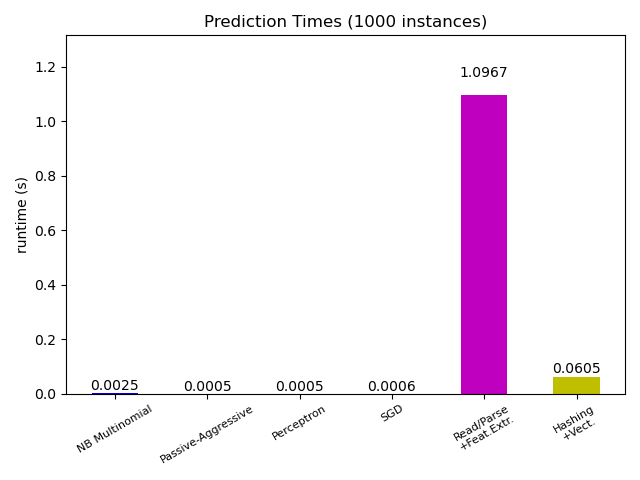 Prediction Times (1000 instances)
runtime (s)
1.2
1.0
0.8
0.6
0.4
0.2
0.0
0.0025
0.0005
0.0005
0.0006
1.0967
0.0605
NB Multinomial
Passive-Aggressive
Perceptron
SGD
Read/Parse
+Feat.Extr.
Hashing
+Vect.